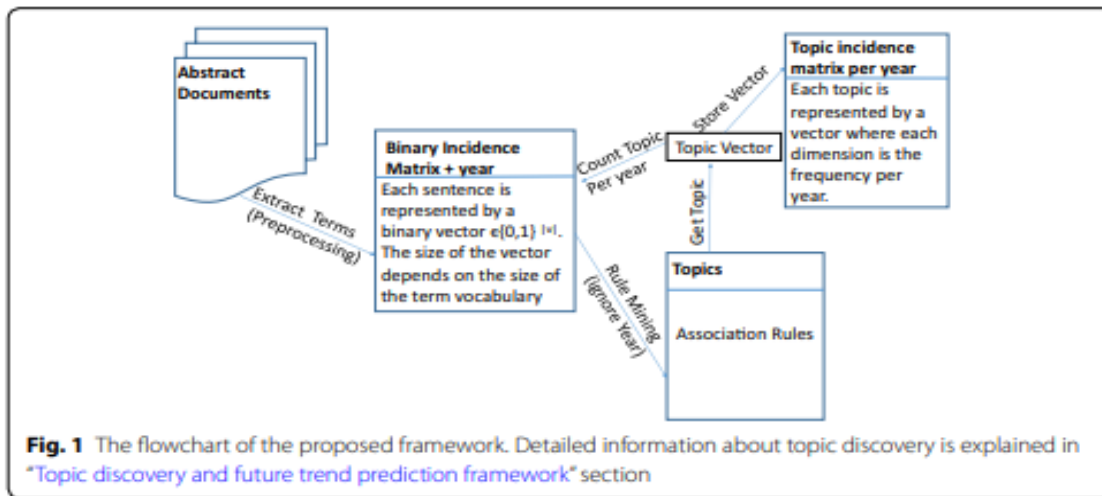 Abstract
Documents
Extract Terms
(Preprocessing)
Binary Incidence
Matrix + year
Each sentence is
represented by a
binary vector ϵ{0,1} |v|.
The size of the vector
depends on the size of
the term vocabulary
Rule Mining
(ignore Year)
Topics
Association Rules
Get Topic
Topic Vector
Count Topic
Per year
Store Vector
Topic incidence
matrix per year
Each topic is
represented by a
vector where each
dimension is the
frequency per
year.
Fig. 1 The flowchart of the proposed framework. Detailed information about topic discovery is explained in
"Topic discovery and future trend prediction framework" section